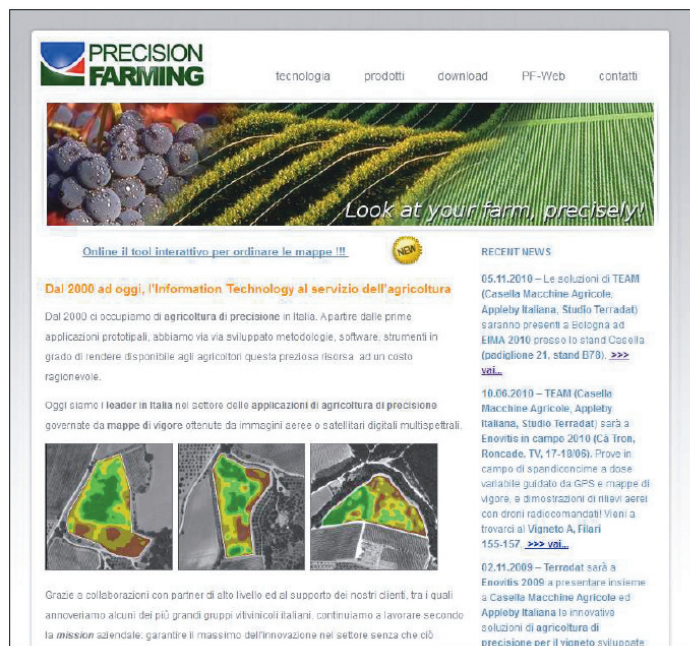 PRECISION
FARMING
tecnologia prodotti download PF-Web contatti
Look at your farm, precisely!
Online il tool interattivo per ordinare le mappe !!!
NEW
Dal 2000 ad oggi, l'Information Technology al servizio dell'agricoltura
Dal 2000 ci occupiamo di agricoltura di precisione in Italia. A partire dalle prime
applicazioni prototipali, abbiamo via via sviluppato metodologie, software, strumenti in
grado di rendere disponibile agli agricoltori questa preziosa risorsa ad un costo
ragionevole.
Oggi siamo i leader in Italia nel settore delle applicazioni di agricoltura di precisione
governate da mappe di vigore ottenute da immagini aeree o satellitari digitali multispettrali.
Grazie a collaborazioni con partner di alto livello ed al supporto dei nostri clienti, tra i quali
annoveriamo alcuni dei più grandi gruppi vitivinicoli italiani, continuiamo a lavorare secondo
la mission aziendale: garantire il massimo dell'innovazione nel settore senza che ciò
RECENT NEWS
05.11.2010 – Le soluzioni di TEAM
(Casella Macchine Agricole,
Appleby Italiana, Studio Terradat)
saranno presenti a Bologna ad
EIMA 2010 presso lo stand Casella
(padiglione 21, stand B78). >>>
vai...
10.06.2010 – TEAM (Casella
Macchine Agricole, Appleby
Italiana, Studio Terradat) sarà a
Enovitis in campo 2010 (Cà Tron,
Roncade, TV, 17-18/06). Prove in
campo di spandiconcime a dose
variabile guidato da GPS e mappe di
vigore, e dimostrazioni di rilievi aerei
con droni radiocomandati! Vieni a
trovarci al Vigneto A, Filari
155-157. >>> vai...
02.11.2009 – Terradat sarà a
Enovitis 2009 a presentare insieme
a Casella Macchine Agricole ed
Appleby Italiana le innovative
soluzioni di agricoltura di
precisione per il vigneto sviluppate